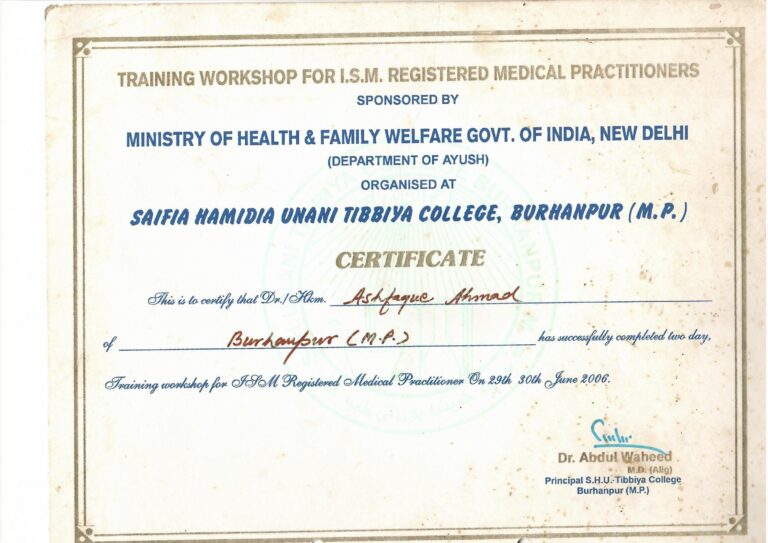 TRAINING WORKSHOP FOR I.S.M. REGISTERED MEDICAL PRACTITIONERS
SPONSORED BY
MINISTRY OF HEALTH & FAMILY WELFARE GOVT. OF INDIA, NEW DELHI
(DEPARTMENT OF AYUSH)
ORGANISED AT
SAIFIA HAMIDIA UNANI TIBBIYA COLLEGE, BURHANPUR (M.P.)
CERTIFICATE
This is to certify that Dr./Hkm. Ashfaque Ahmad
of Burhanpur (M.P.) has successfully completed two day,
Training workshop for ISM Registered Medical Practitioner On 29th 30th June 2006.
Dr. Abdul Waheed
M.D. (Alig)
Principal S.H.U. Tibbiya College
Burhanpur (M.P.)